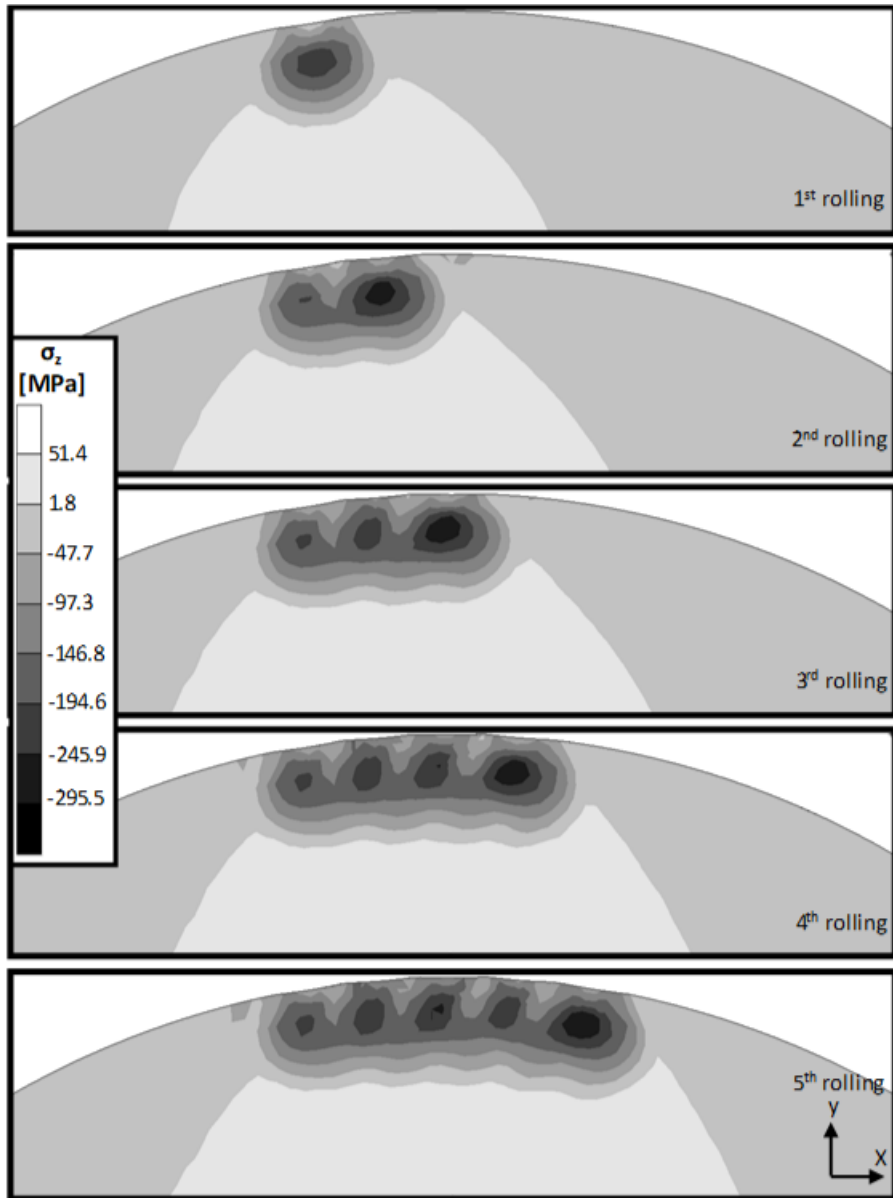 1st rolling
2nd rolling
σz
[MPa]
51.4
1.8
-47.7
-97.3
-146.8
-194.6
-245.9
-295.5
3rd rolling
4th rolling
5th rolling
y
X